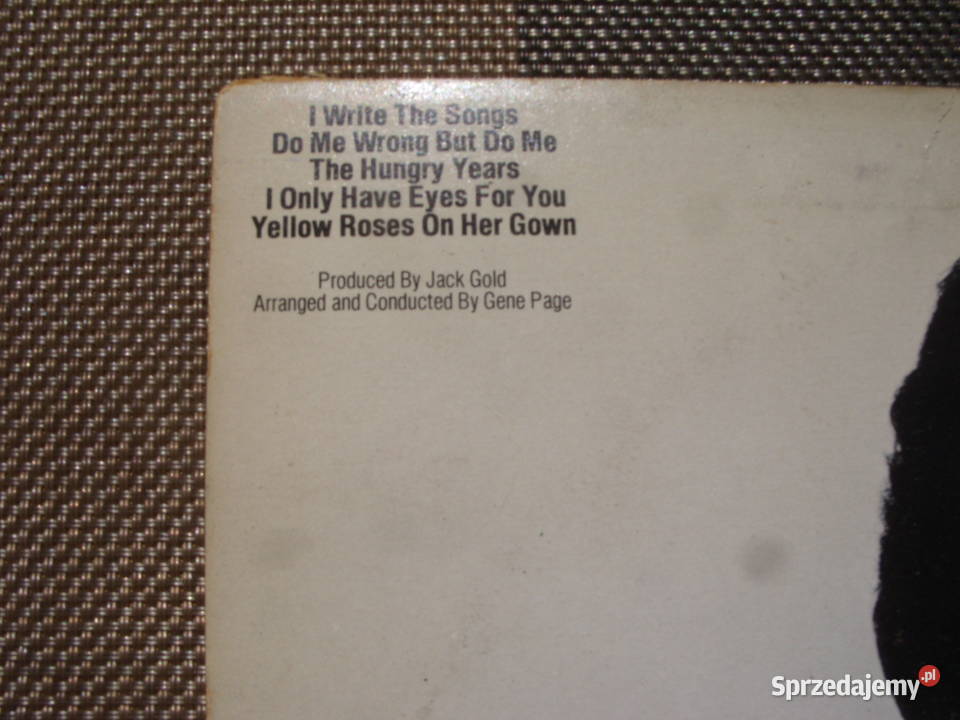 I Write The Songs
Do Me Wrong But Do Me
The Hungry Years
I Only Have Eyes For You
Yellow Roses On Her Gown
Produced By Jack Gold
Arranged and Conducted By Gene Page
Sprzedajemy.pl